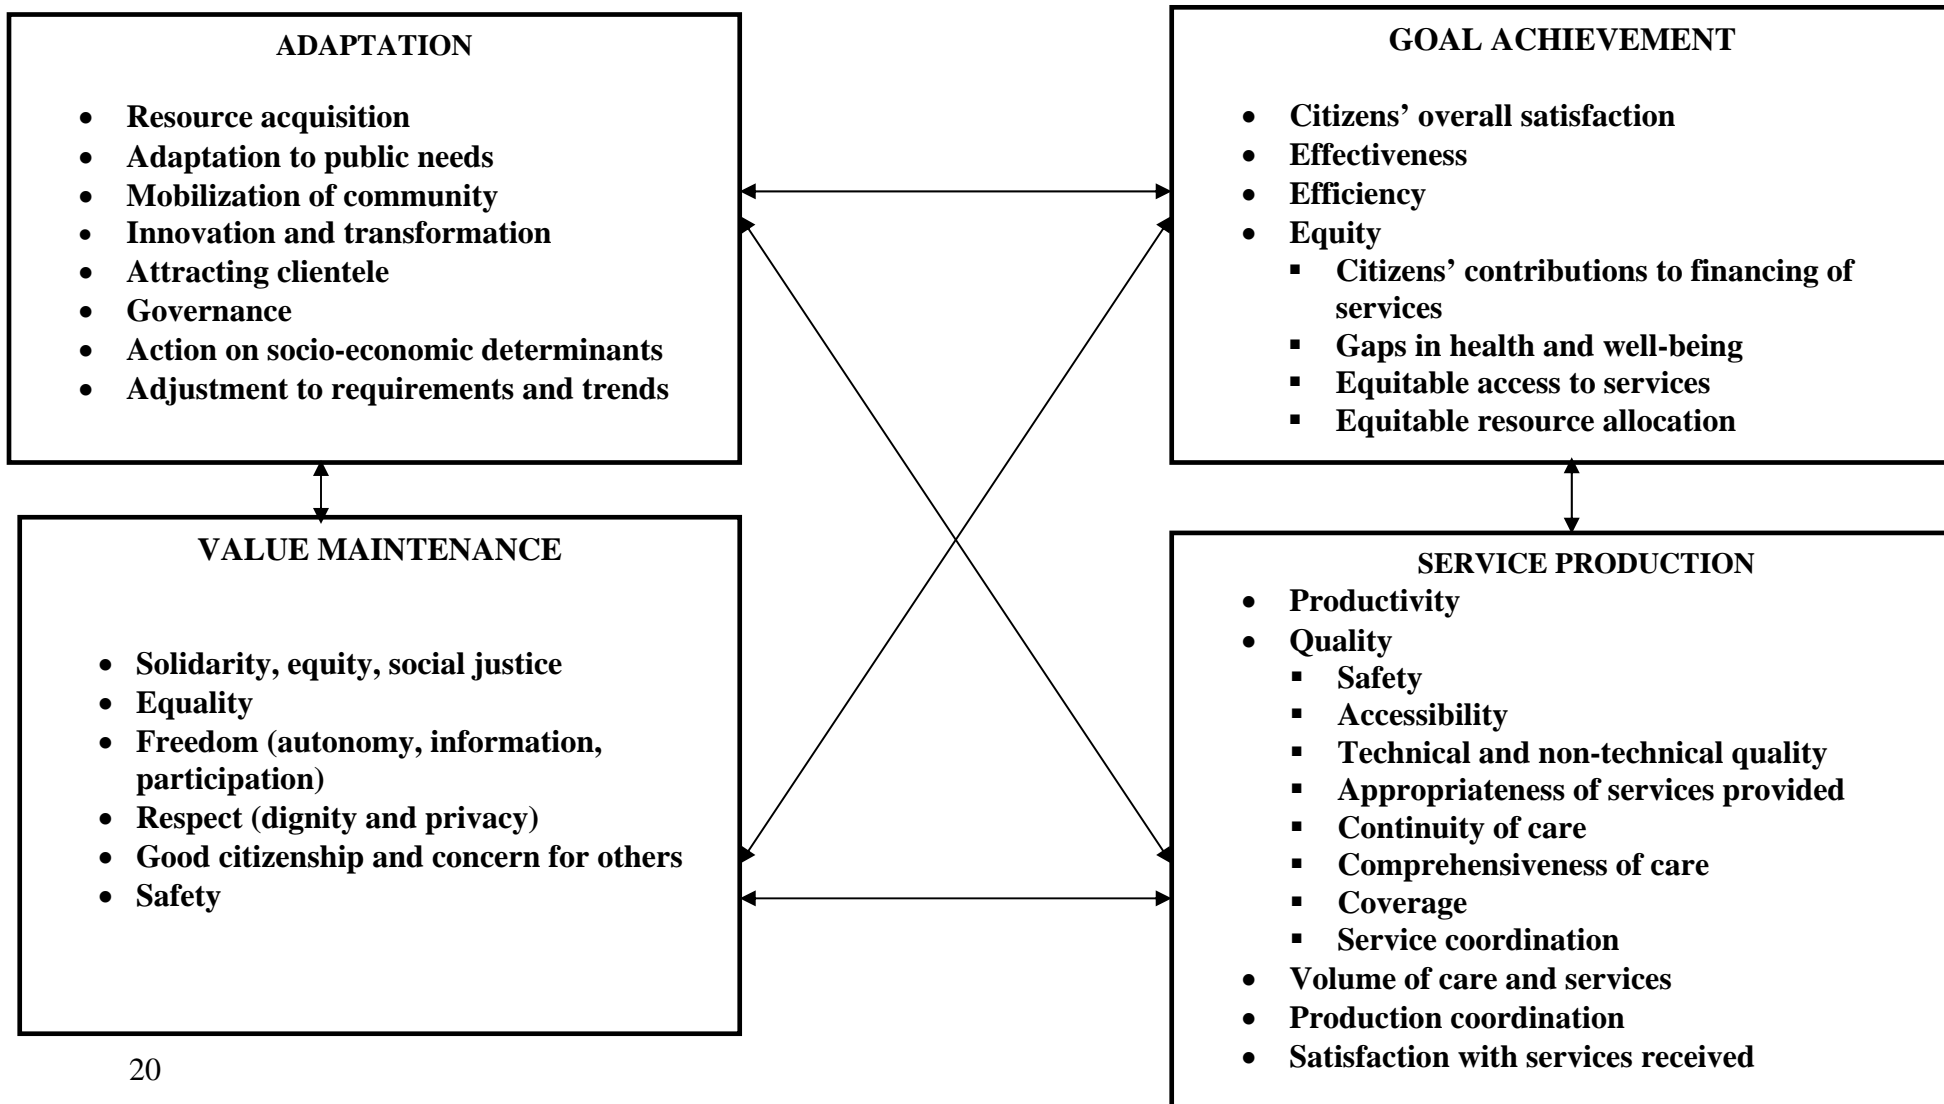 ADAPTATION
• Resource acquisition
• Adaptation to public needs
• Mobilization of community
• Innovation and transformation
• Attracting clientele
• Governance
• Action on socio-economic determinants
• Adjustment to requirements and trends
GOAL ACHIEVEMENT
• Citizens’ overall satisfaction
• Effectiveness
• Efficiency
• Equity
▪ Citizens’ contributions to financing of
services
▪ Gaps in health and well-being
▪ Equitable access to services
▪ Equitable resource allocation
VALUE MAINTENANCE
• Solidarity, equity, social justice
• Equality
• Freedom (autonomy, information,
participation)
• Respect (dignity and privacy)
• Good citizenship and concern for others
• Safety
SERVICE PRODUCTION
• Productivity
• Quality
▪ Safety
▪ Accessibility
▪ Technical and non-technical quality
▪ Appropriateness of services provided
▪ Continuity of care
▪ Comprehensiveness of care
▪ Coverage
▪ Service coordination
• Volume of care and services
• Production coordination
• Satisfaction with services received
20